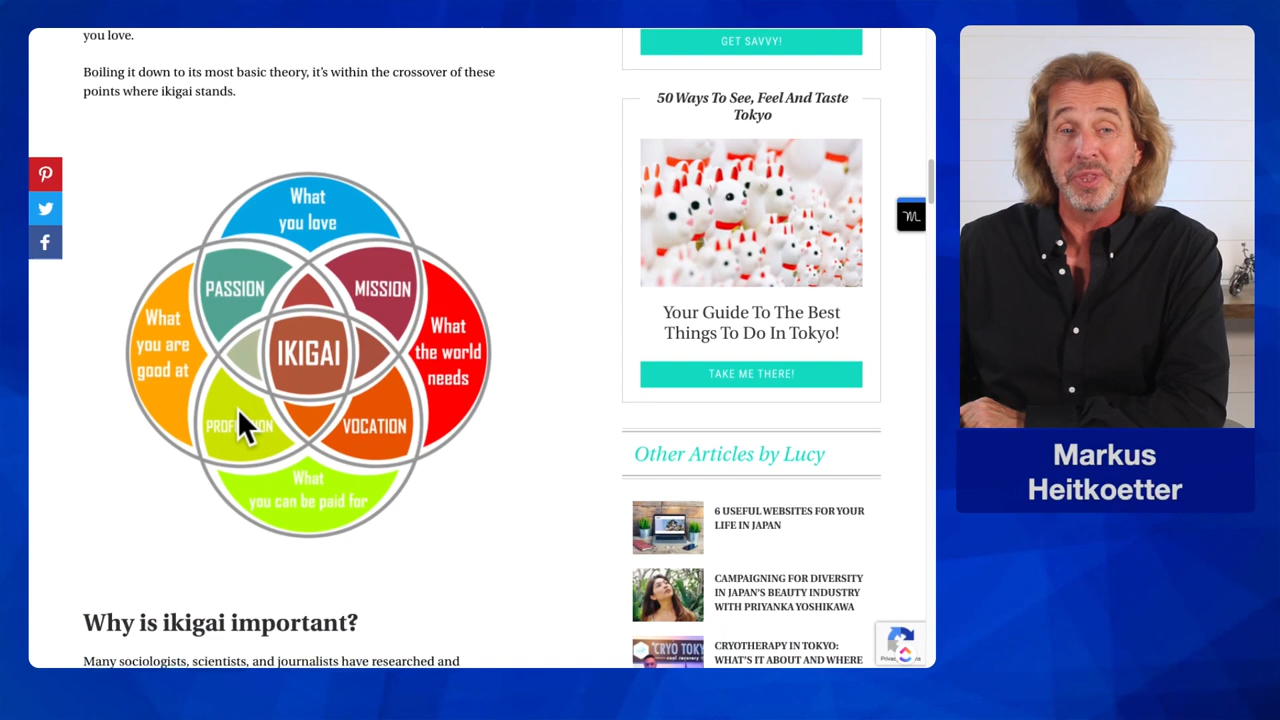 you love.
Boiling it down to its most basic theory, it's within the crossover of these
points where ikigai stands.
What
you love
PASSION
MISSION
What
you are
good at
IKIGAI
What
the world
needs
VOCATION
What
you can be paid for
Why is ikigai important?
Many sociologists, scientists, and journalists have researched and
GET SAVVY!
50 Ways To See, Feel And Taste
Tokyo
Your Guide To The Best
Things To Do In Tokyo!
TAKE ME THERE!
Other Articles by Lucy
6 USEFUL WEBSITES FOR YOUR
LIFE IN JAPAN
CAMPAIGNING FOR DIVERSITY
IN JAPAN'S BEAUTY INDUSTRY
WITH PRIYANKA YOSHIKAWA
CRYOTHERAPY IN TOKYO:
WHAT'S IT ABOUT AND WHERE
Markus
Heitkoetter